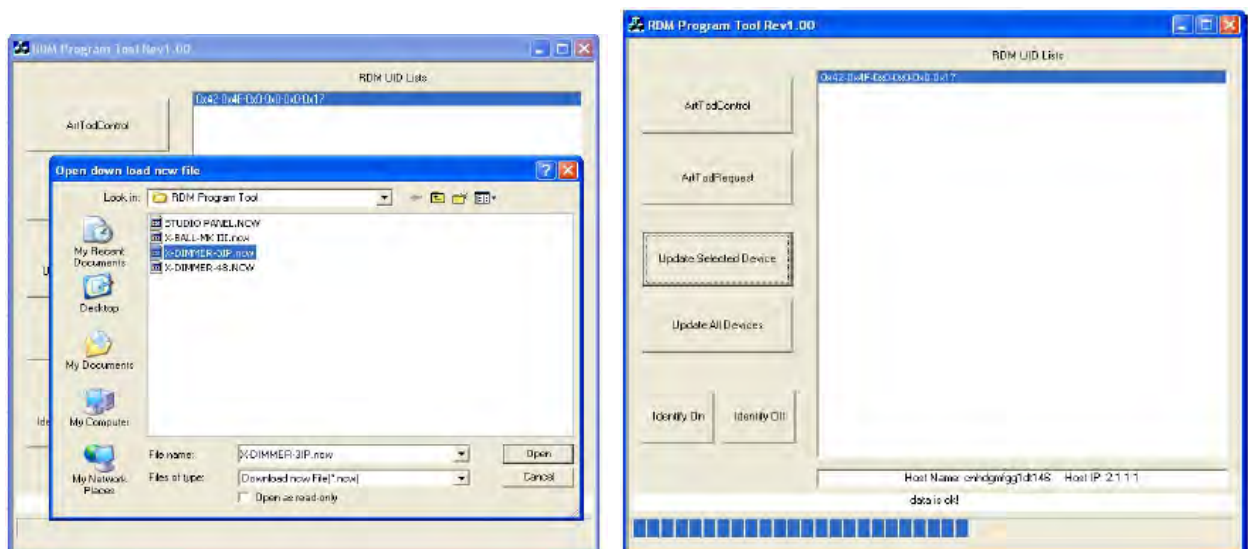 RDM Program Tool Rev1.00
RDM UID Lists
0x42-0x4F-0x0-0x0-0x0-0x17
ArtTodControl
Open down load new file
Look in: RDM Program Tool
STUDIO PANEL.NCW
X-BALL-MK III.ncw
X-DIMMER-3IP.ncw
X-DIMMER-48.NCW
My Recent
Documents
Desktop
My Documents
My Computer
My Network
Places
File name: X-DIMMER-3IP.ncw
Open
Files of type: Download ncw File(*.ncw)
Cancel
Open as read-only
U
Ide
RDM Program Tool Rev1.00
RDM UID Lists
0x42-0x4F-0x0-0x0-0x0-0x17
ArtTodControl
ArtTodRequest
Update Selected Device
Update All Devices
Identify On
Identify Off
Host Name: Host IP: 2.1.1.1
data is ok!